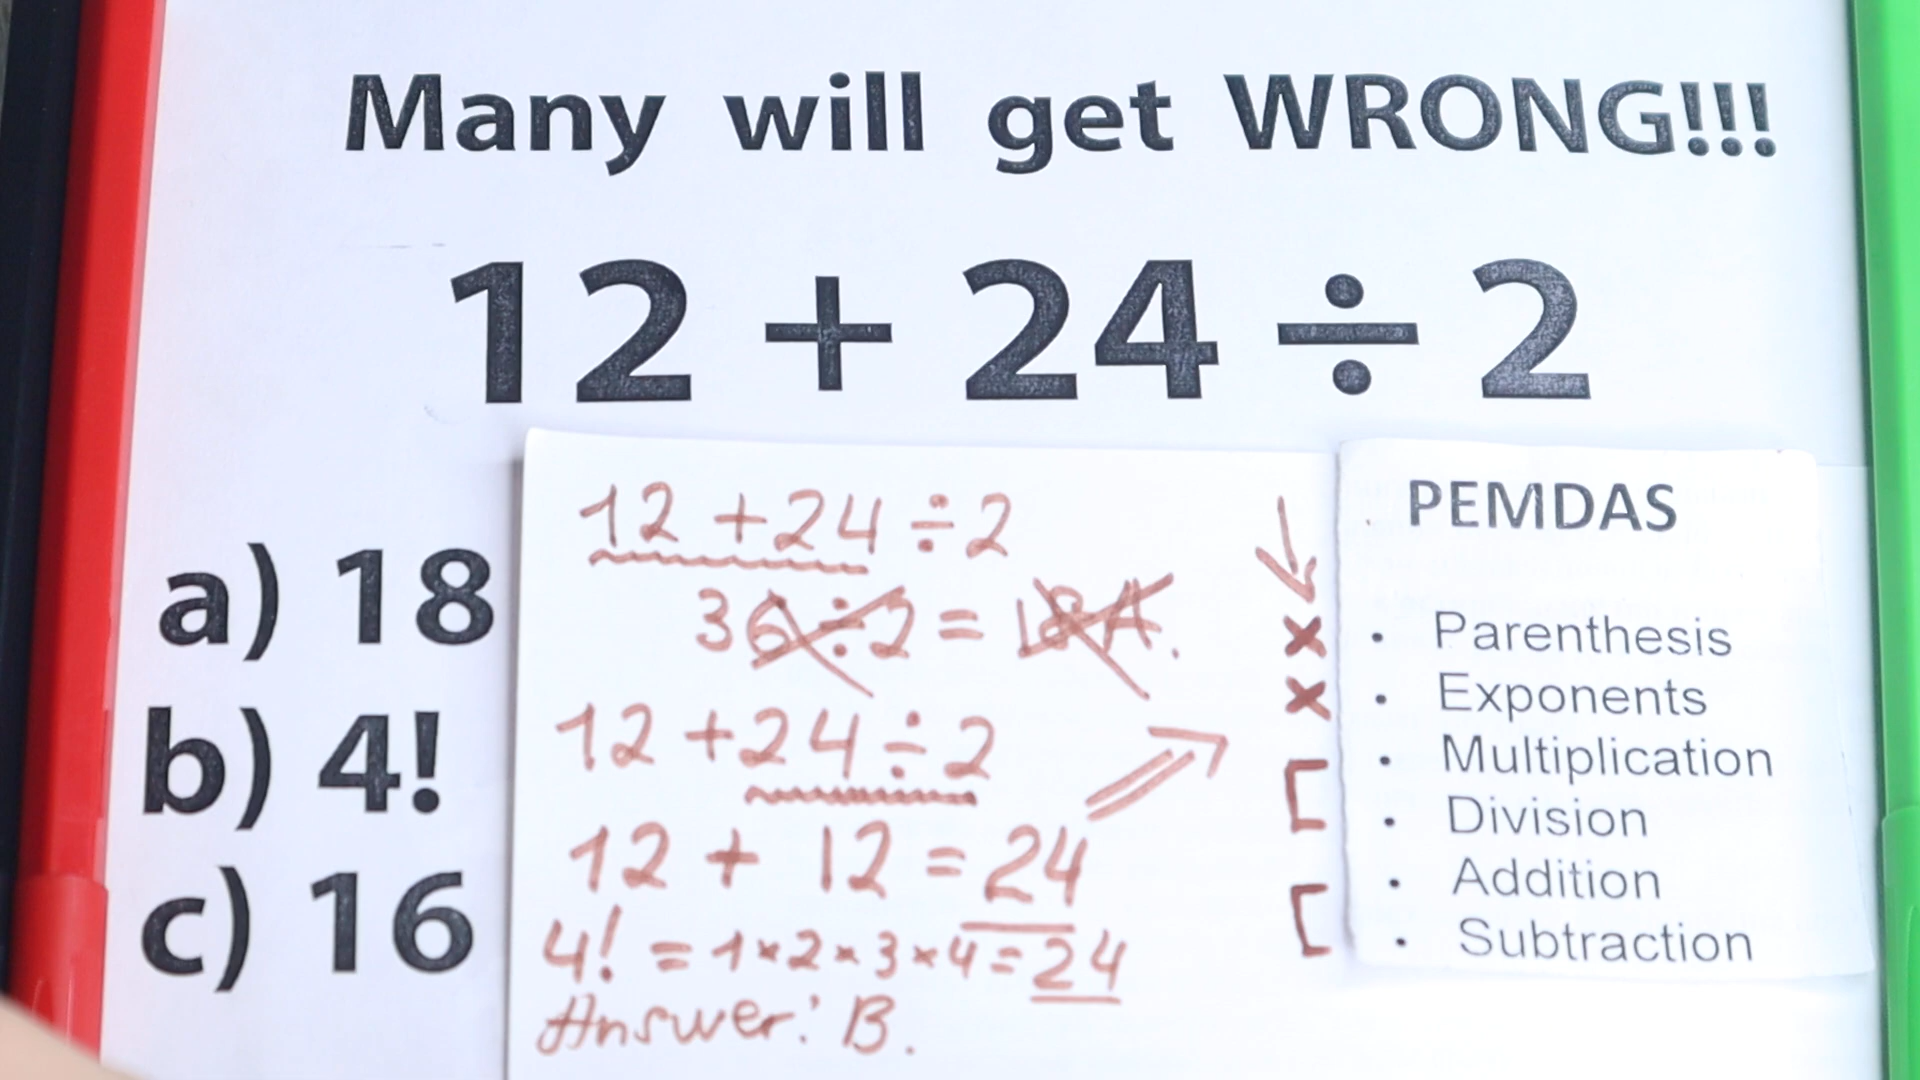 Many will get WRONG!!!
12 + 24 ÷ 2
a) 18
b) 4!
c) 16
12 + 24 ÷ 2
36 ÷ 2 = 18 A.
12 + 24 ÷ 2
12 + 12 = 24
4! = 1 × 2 × 3 × 4 = 24
Answer: B.
PEMDAS
• Parenthesis
• Exponents
• Multiplication
• Division
• Addition
• Subtraction